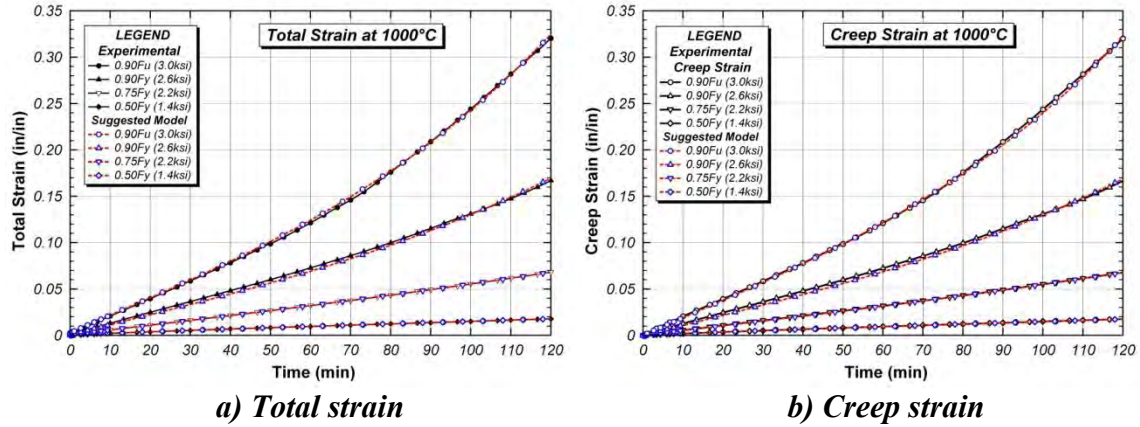 LEGEND
Experimental
0.90Fu (3.0ksi)
0.90Fy (2.6ksi)
0.75Fy (2.2ksi)
0.50Fy (1.4ksi)
Suggested Model
0.90Fu (3.0ksi)
0.90Fy (2.6ksi)
0.75Fy (2.2ksi)
0.50Fy (1.4ksi)
Total Strain at 1000°C
Total Strain (in/in)
0.35
0.30
0.25
0.20
0.15
0.10
0.05
0
0 10 20 30 40 50 60 70 80 90 100 110 120
Time (min)
a) Total strain
LEGEND
Experimental
Creep Strain
0.90Fu (3.0ksi)
0.90Fy (2.6ksi)
0.75Fy (2.2ksi)
0.50Fy (1.4ksi)
Suggested Model
0.90Fu (3.0ksi)
0.90Fy (2.6ksi)
0.75Fy (2.2ksi)
0.50Fy (1.4ksi)
Creep Strain at 1000°C
Creep Strain (in/in)
0.35
0.30
0.25
0.20
0.15
0.10
0.05
0
0 10 20 30 40 50 60 70 80 90 100 110 120
Time (min)
b) Creep strain